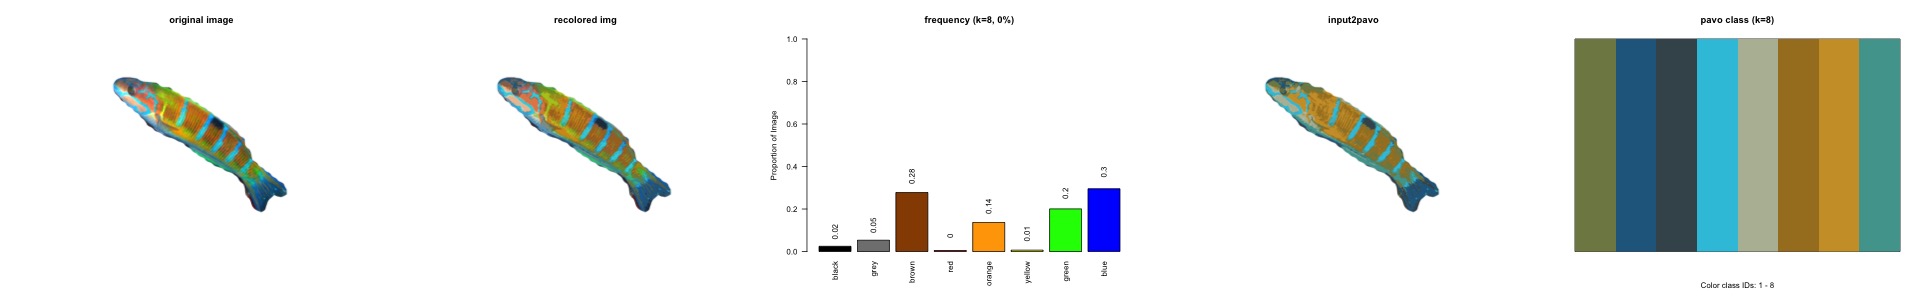 original image
recolored img
frequency (k=8, 0%)
input2pavo
pavo class (k=8)
Proportion of Image
1.0
0.8
0.6
0.4
0.2
0.0
0.02
0.05
0.28
0
0.14
0.01
0.2
0.3
black
grey
brown
red
orange
yellow
green
blue
Color class IDs: 1 - 8